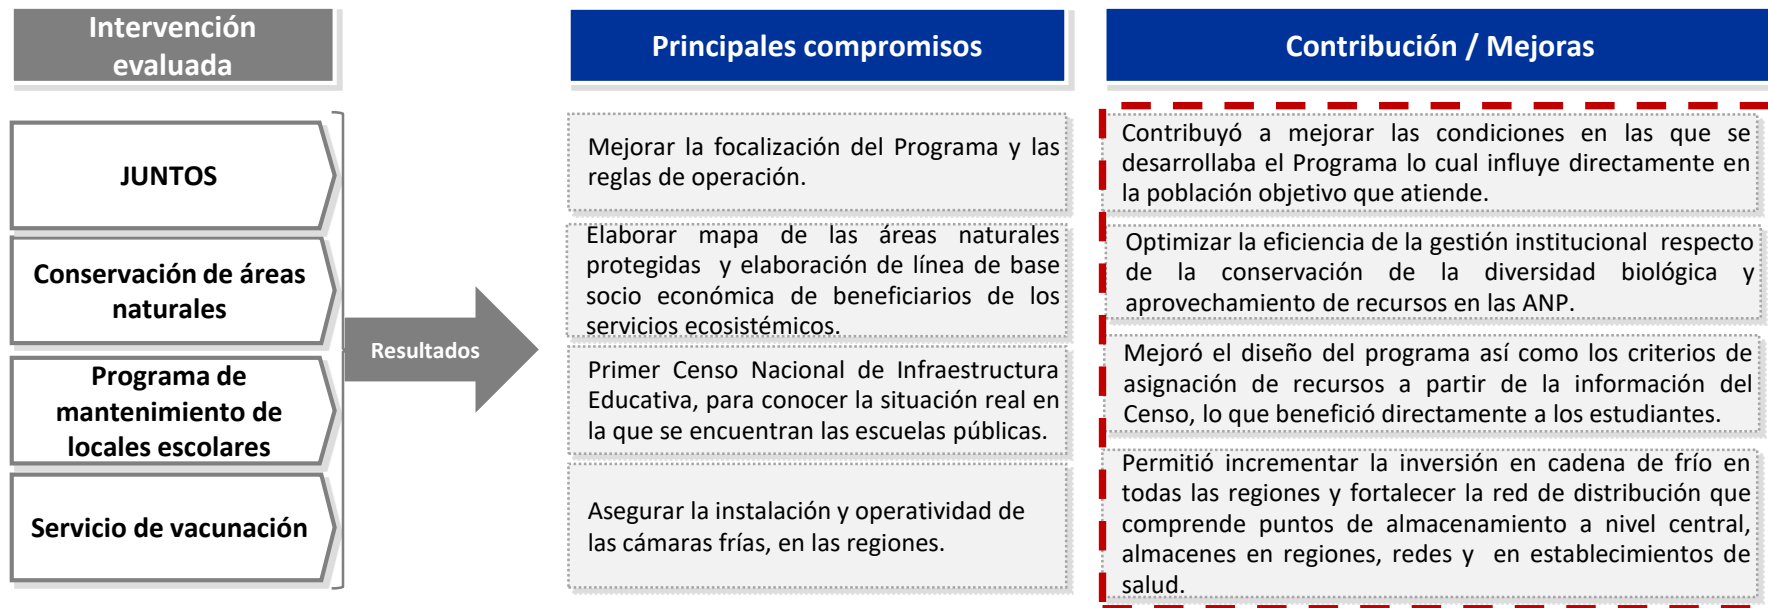 Intervención
evaluada
Principales compromisos
Contribución / Mejoras
JUNTOS
Conservación de áreas
naturales
Programa de
mantenimiento de
locales escolares
Servicio de vacunación
Resultados
Mejorar la focalización del Programa y las
reglas de operación.
Elaborar mapa de las áreas naturales
protegidas y elaboración de línea de base
socio económica de beneficiarios de los
servicios ecosistémicos.
Primer Censo Nacional de Infraestructura
Educativa, para conocer la situación real en
la que se encuentran las escuelas públicas.
Asegurar la instalación y operatividad de
las cámaras frías, en las regiones.
Contribuyó a mejorar las condiciones en las que se
desarrollaba el Programa lo cual influye directamente en
la población objetivo que atiende.
Optimizar la eficiencia de la gestión institucional respecto
de la conservación de la diversidad biológica y
aprovechamiento de recursos en las ANP.
Mejoró el diseño del programa así como los criterios de
asignación de recursos a partir de la información del
Censo, lo que benefició directamente a los estudiantes.
Permitió incrementar la inversión en cadena de frío en
todas las regiones y fortalecer la red de distribución que
comprende puntos de almacenamiento a nivel central,
almacenes en regiones, redes y en establecimientos de
salud.